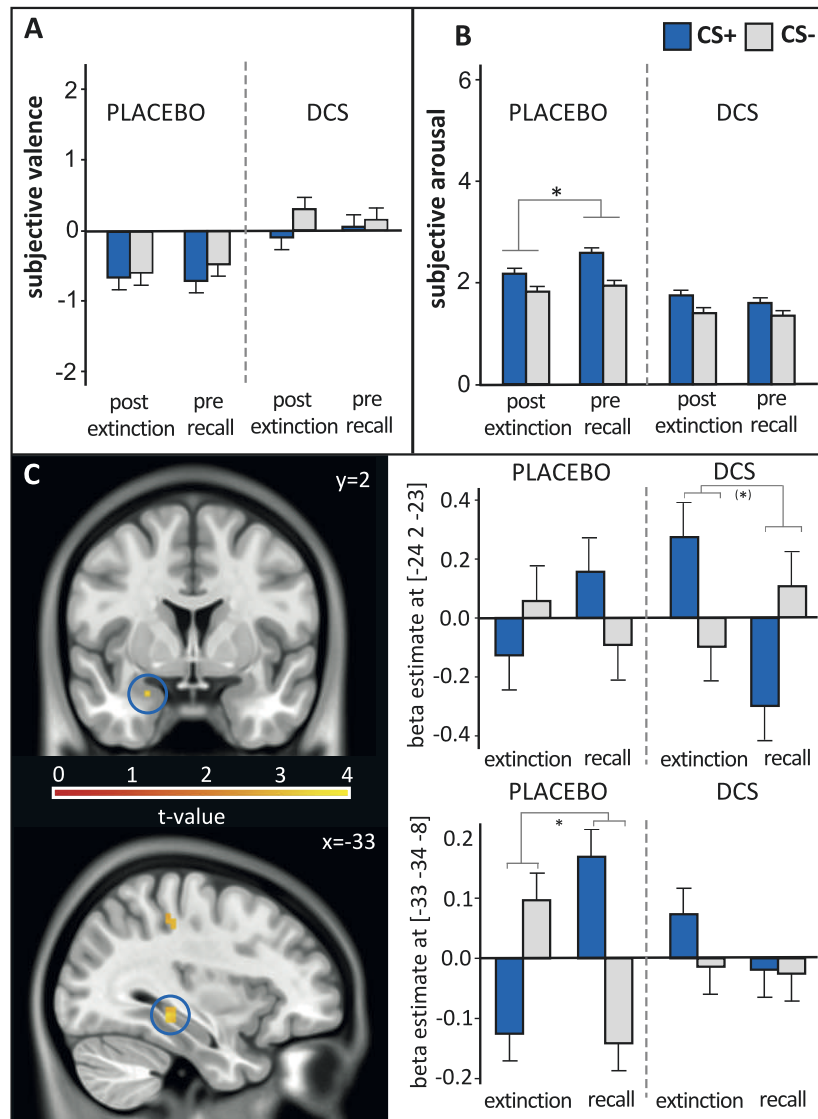 A
subjective valence
2
1
0
-1
-2
PLACEBO
DCS
post
extinction
pre
recall
post
extinction
pre
recall
B
CS+
CS-
subjective arousal
6
4
2
0
PLACEBO
DCS
*
post
extinction
pre
recall
post
extinction
pre
recall
C
y=2
0 1 2 3 4
t-value
x=-33
PLACEBO
DCS
beta estimate at [-24 2 -23]
0.4
0.2
0.0
-0.2
-0.4
(*)
extinction
recall
extinction
recall
PLACEBO
DCS
beta estimate at [-33 -34 -8]
0.2
0.1
0.0
-0.1
-0.2
*
extinction
recall
extinction
recall